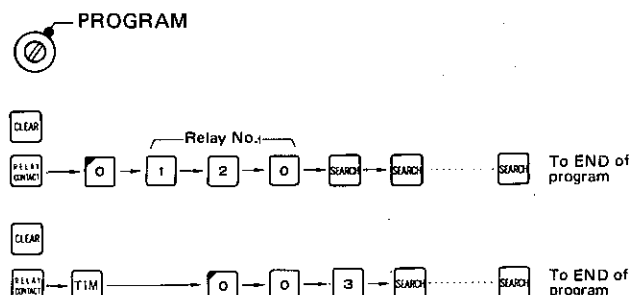 PROGRAM
CLEAR
Relay No.
RELAY CONTACT 0 1 2 0 SEARCH SEARCH SEARCH To END of program
CLEAR
RELAY CONTACT TIM 0 0 3 SEARCH SEARCH To END of program